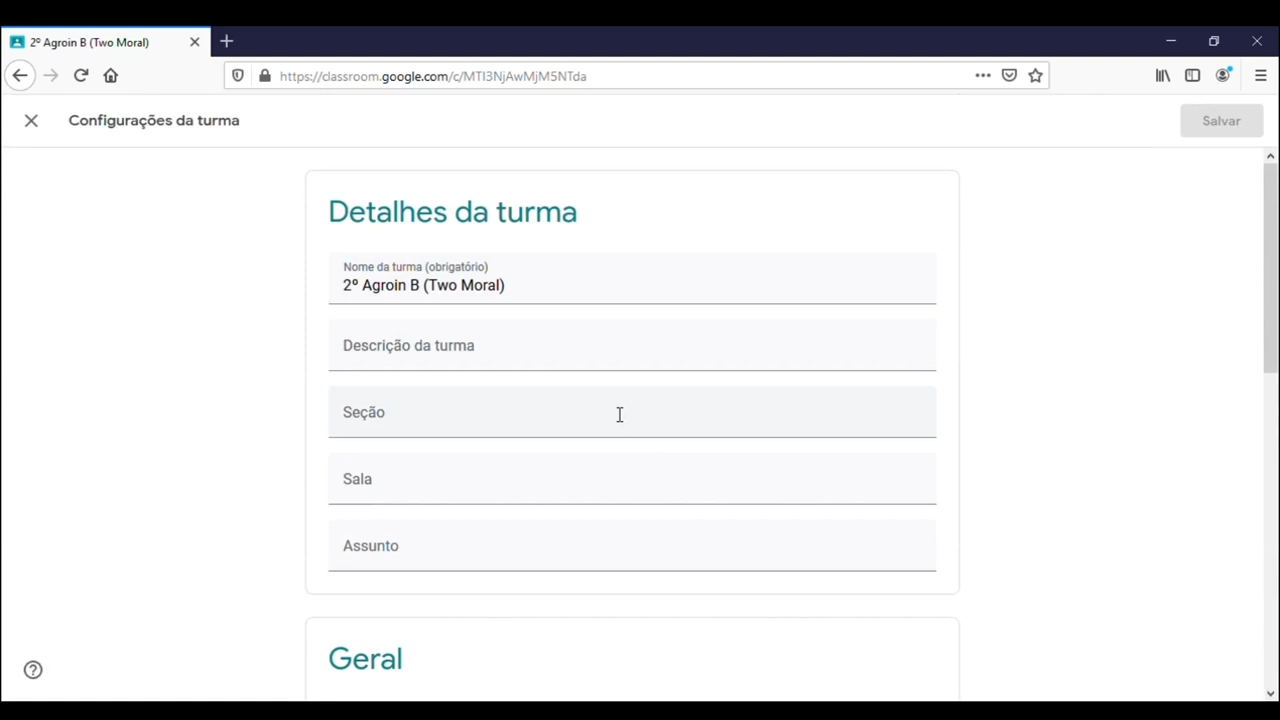 2º Agroin B (Two Moral)
https://classroom.google.com/c/MTI3NjAwMjM5NTda
Configurações da turma
Salvar
Detalhes da turma
Nome da turma (obrigatório)
2º Agroin B (Two Moral)
Descrição da turma
Seção
Sala
Assunto
Geral